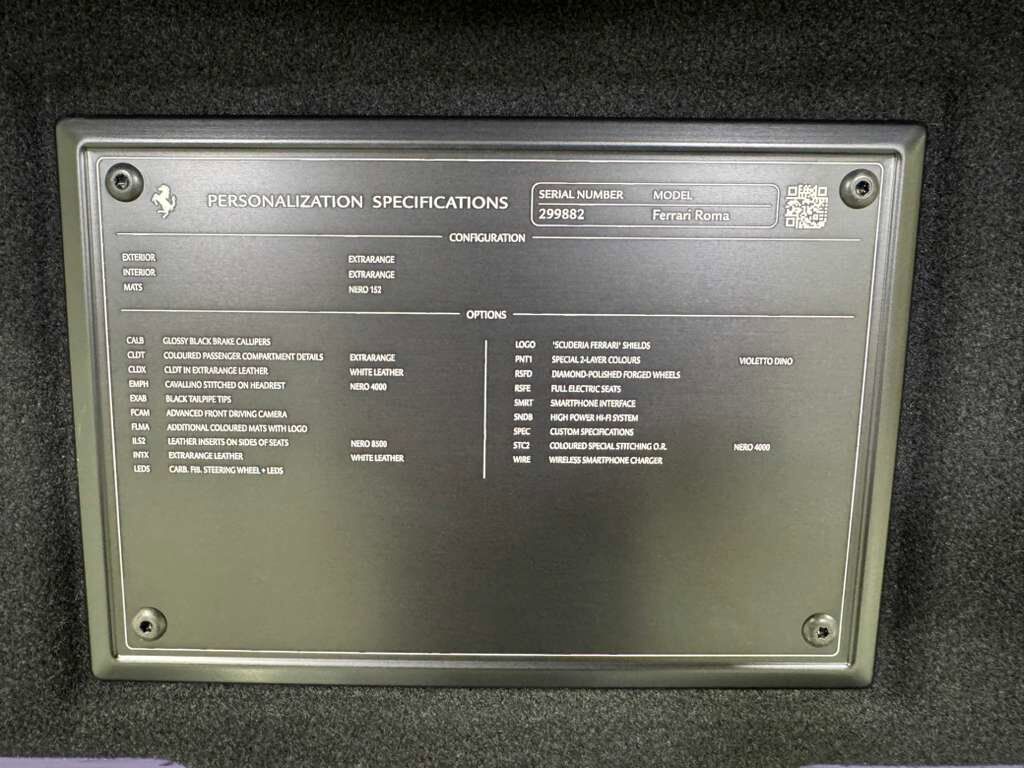 PERSONALIZATION SPECIFICATIONS
SERIAL NUMBER MODEL
299882 Ferrari Roma
CONFIGURATION
EXTERIOR EXTRARANGE
INTERIOR EXTRARANGE
MATS NERO 152
OPTIONS
CALB GLOSSY BLACK BRAKE CALLIPERS
CLDT COLOURED PASSENGER COMPARTMENT DETAILS EXTRARANGE
CLDX CLDT IN EXTRARANGE LEATHER WHITE LEATHER
EMPH CAVALLINO STITCHED ON HEADREST NERO 4000
EXAB BLACK TAILPIPE TIPS
FCAM ADVANCED FRONT DRIVING CAMERA
FLMA ADDITIONAL COLOURED MATS WITH LOGO
ILS2 LEATHER INSERTS ON SIDES OF SEATS NERO 8500
INTX EXTRARANGE LEATHER WHITE LEATHER
LEDS CARB. FIB. STEERING WHEEL + LEDS
LOGO 'SCUDERIA FERRARI' SHIELDS
PNT1 SPECIAL 2-LAYER COLOURS VIOLETTO DINO
RSFD DIAMOND-POLISHED FORGED WHEELS
RSFE FULL ELECTRIC SEATS
SMRT SMARTPHONE INTERFACE
SNDB HIGH POWER HI-FI SYSTEM
SPEC CUSTOM SPECIFICATIONS
STC2 COLOURED SPECIAL STITCHING O.R. NERO 4000
WIRE WIRELESS SMARTPHONE CHARGER